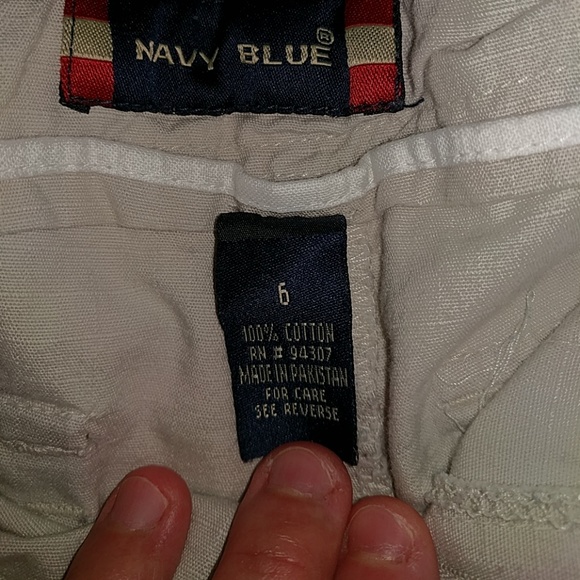 NAVY BLUE®
6
100% COTTON
RN # 94307
MADE IN PAKISTAN
FOR CARE
SEE REVERSE